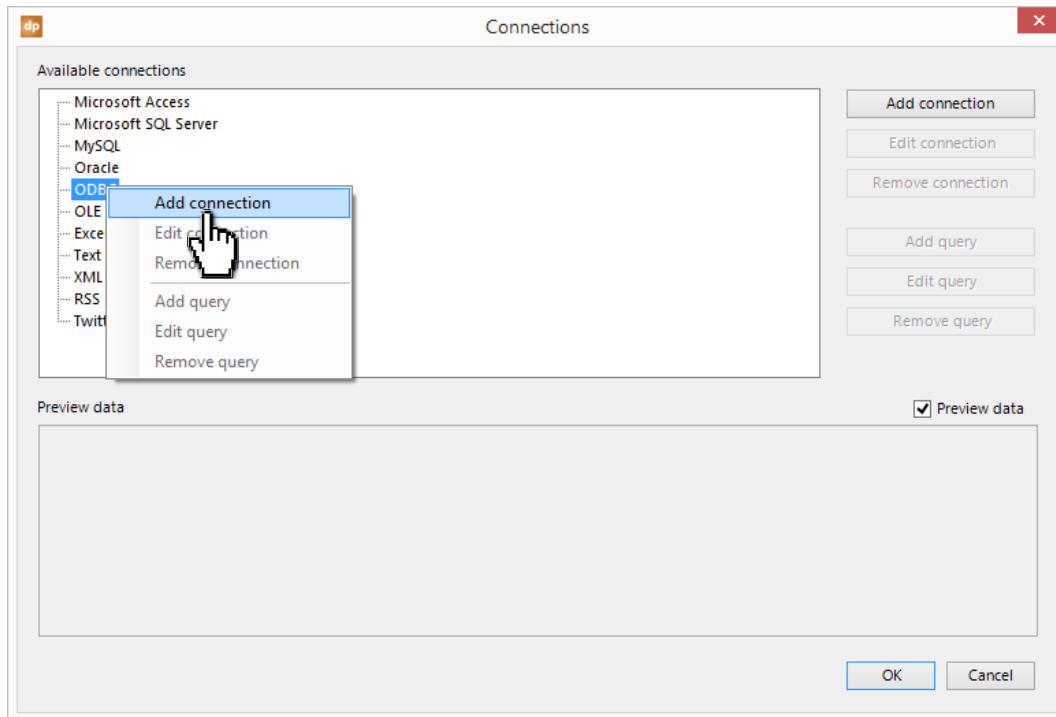 dp
Connections
Available connections
Microsoft Access
Microsoft SQL Server
MySQL
Oracle
OLE
Text
XML
RSS
Add connection
Edit
Add query
Edit query
Remove query
Add connection
Edit connection
Remove connection
Add query
Edit query
Remove query
Preview data
Preview data
OK
Cancel